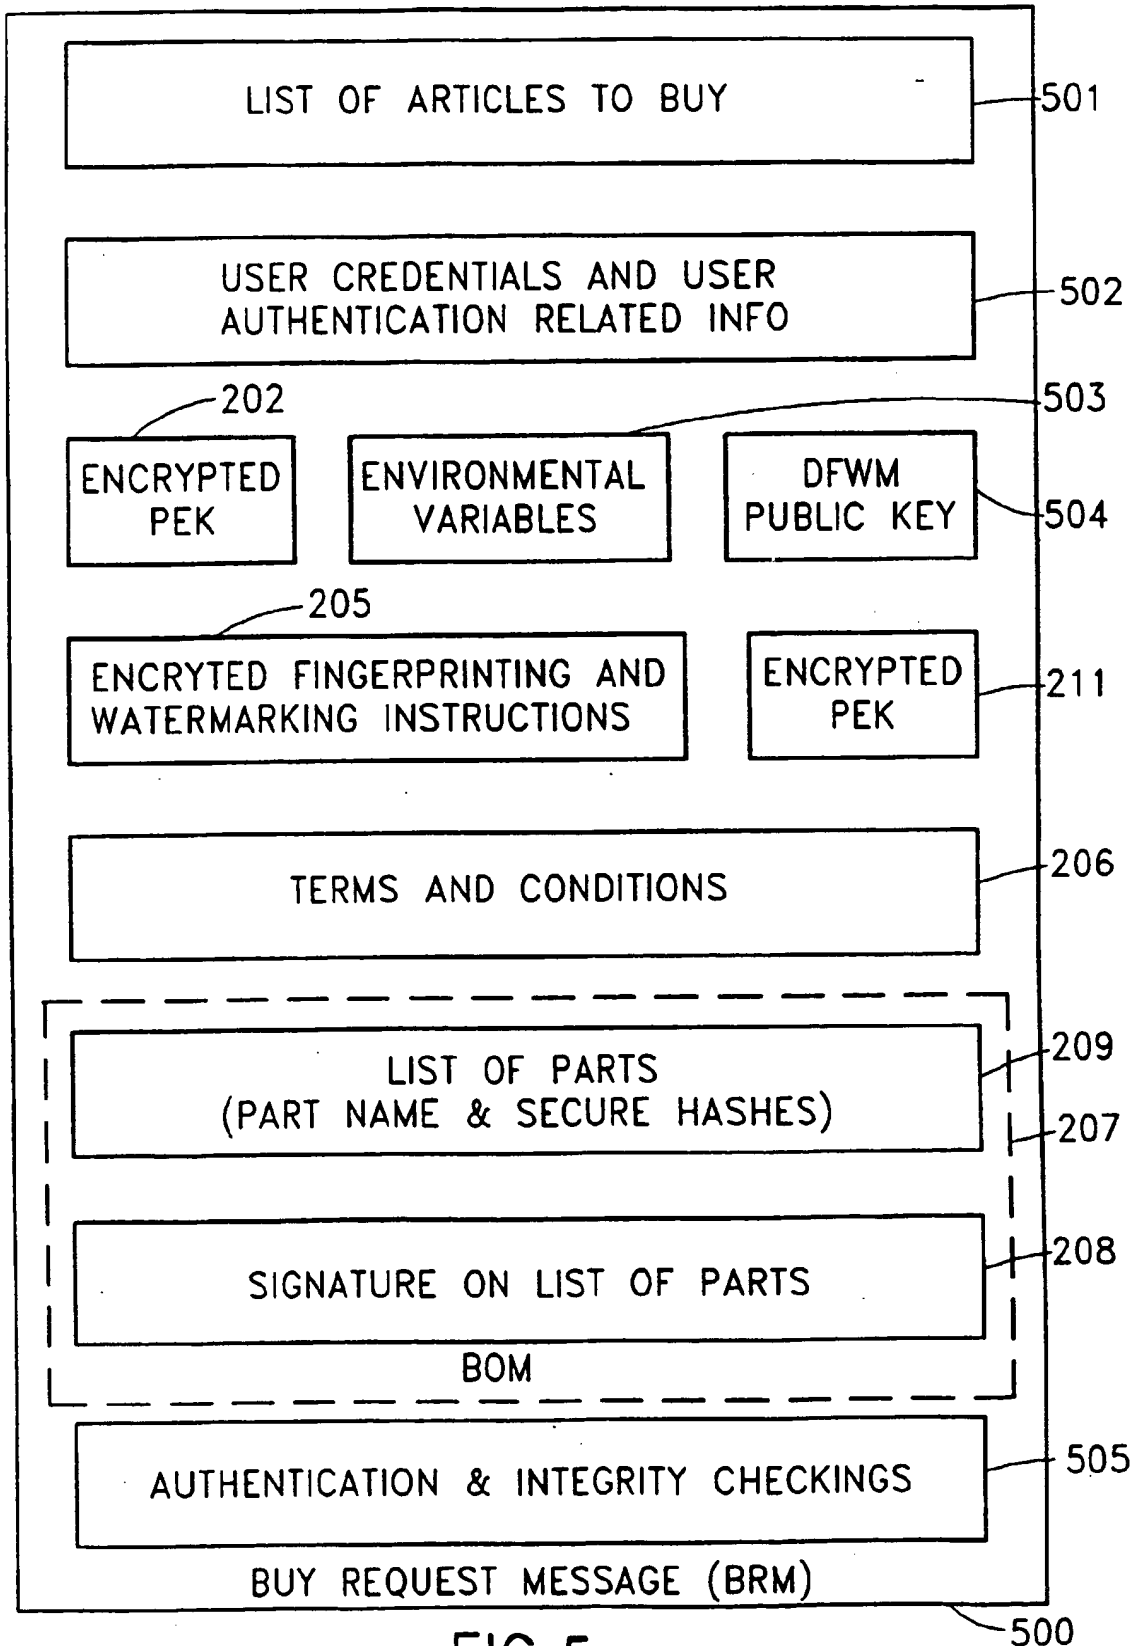 LIST OF ARTICLES TO BUY
501
USER CREDENTIALS AND USER
AUTHENTICATION RELATED INFO
502
202
503
ENCRYPTED
PEK
ENVIRONMENTAL
VARIABLES
DFWM
PUBLIC KEY
504
205
ENCRYTED FINGERPRINTING AND
WATERMARKING INSTRUCTIONS
ENCRYPTED
PEK
211
TERMS AND CONDITIONS
206
LIST OF PARTS
(PART NAME & SECURE HASHES)
209
207
SIGNATURE ON LIST OF PARTS
208
BOM
AUTHENTICATION & INTEGRITY CHECKINGS
505
BUY REQUEST MESSAGE (BRM)
500
FIG.5